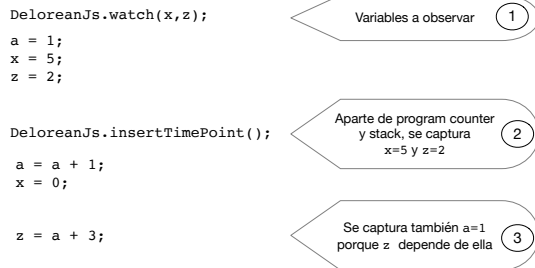 DeloreanJs.watch(x,z);
Variables a observar
1
a = 1;
x = 5;
z = 2;
DeloreanJs.insertTimePoint();
Aparte de program counter
y stack, se captura
x=5 y z=2
2
a = a + 1;
x = 0;
z = a + 3;
Se captura también a=1
porque z depende de ella
3